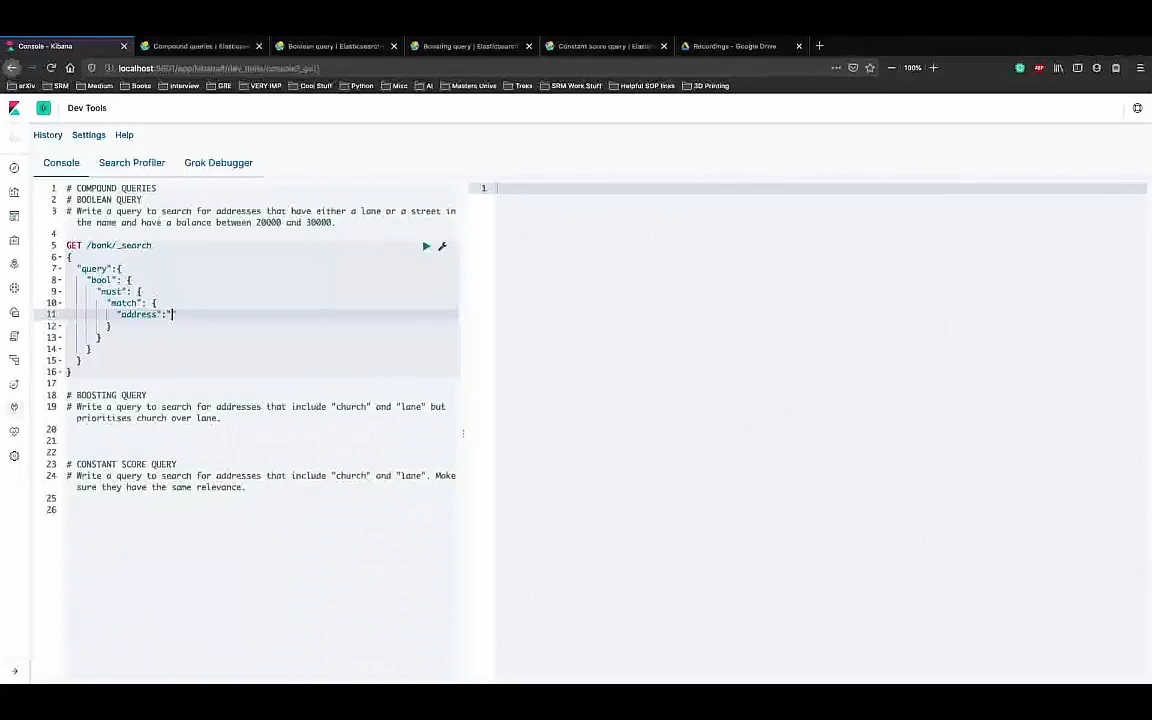 Console - Kibana
Compound queries | Elasticsea
Boolean query | Elasticsearch
Boosting query | Elasticsearch
Constant score query | Elast
Recordings - Google Drive
100%
arXiv SRM Medium Books interview GRE VERY IMP Cool Stuff Python Misc AI Masters Unive Treks SRM Work Stuff Helpful SOP links 3D Printing
Dev Tools
History Settings Help
Console Search Profiler Grok Debugger
1 # COMPOUND QUERIES
2 # BOOLEAN QUERY
3 # Write a query to search for addresses that have either a lane or a street in
the name and have a balance between 20000 and 30000.
4
5 GET /bank/_search
6 {
7 "query":{
8 "bool": {
9 "must": {
10 "match": {
11 "address":""
12 }
13 }
14 }
15 }
16 }
17
18 # BOOSTING QUERY
19 # Write a query to search for addresses that include "church" and "lane" but
prioritises church over lane.
20
21
22
23 # CONSTANT SCORE QUERY
24 # Write a query to search for addresses that include "church" and "lane". Make
sure they have the same relevance.
25
26
1